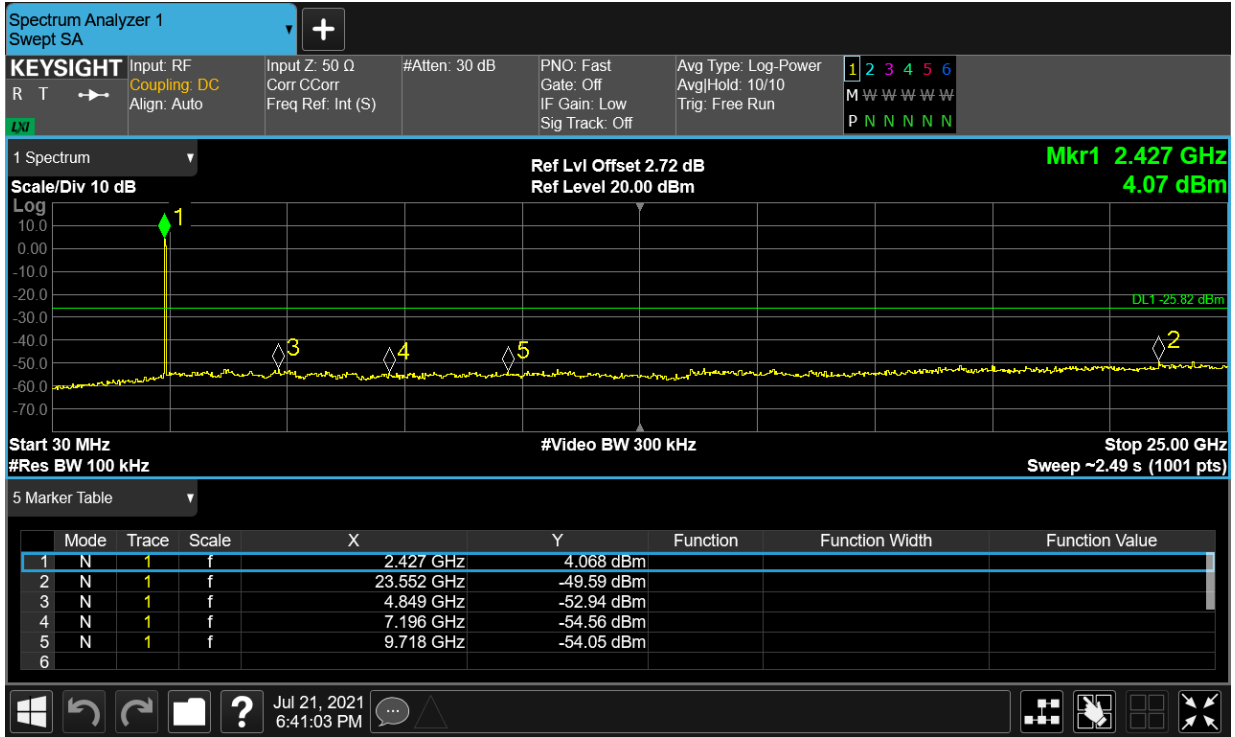 Spectrum Analyzer 1
Swept SA
KEYSIGHT
R T
LXI
Input: RF
Coupling: DC
Align: Auto
Input Z: 50 Ω
Corr CCorr
Freq Ref: Int (S)
#Atten: 30 dB
PNO: Fast
Gate: Off
IF Gain: Low
Sig Track: Off
Avg Type: Log-Power
Avg|Hold: 10/10
Trig: Free Run
1 2 3 4 5 6
M W W W W W
P N N N N N
1 Spectrum
Scale/Div 10 dB
Ref Lvl Offset 2.72 dB
Ref Level 20.00 dBm
Mkr1 2.427 GHz
4.07 dBm
Log
10.0
0.00
-10.0
-20.0
-30.0
-40.0
-50.0
-60.0
-70.0
1
3
4
5
2
DL1 -25.82 dBm
Start 30 MHz
#Video BW 300 kHz
Stop 25.00 GHz
#Res BW 100 kHz
Sweep ~2.49 s (1001 pts)
5 Marker Table
Mode Trace Scale X Y Function Function Width Function Value
1 N 1 f 2.427 GHz 4.068 dBm
2 N 1 f 23.552 GHz -49.59 dBm
3 N 1 f 4.849 GHz -52.94 dBm
4 N 1 f 7.196 GHz -54.56 dBm
5 N 1 f 9.718 GHz -54.05 dBm
6
?
Jul 21, 2021
6:41:03 PM